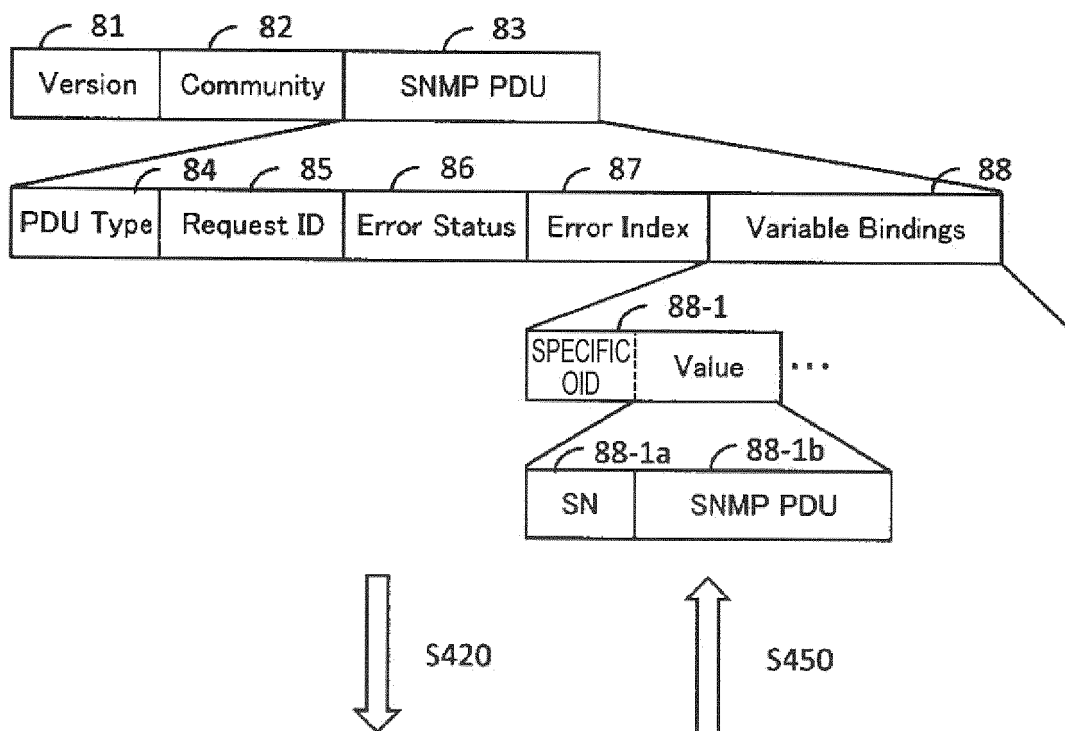 81 82 83
Version Community SNMP PDU
84 85 86 87 88
PDU Type Request ID Error Status Error Index Variable Bindings
88-1
SPECIFIC
OID Value ...
88-1a 88-1b
SN SNMP PDU
S420 S450